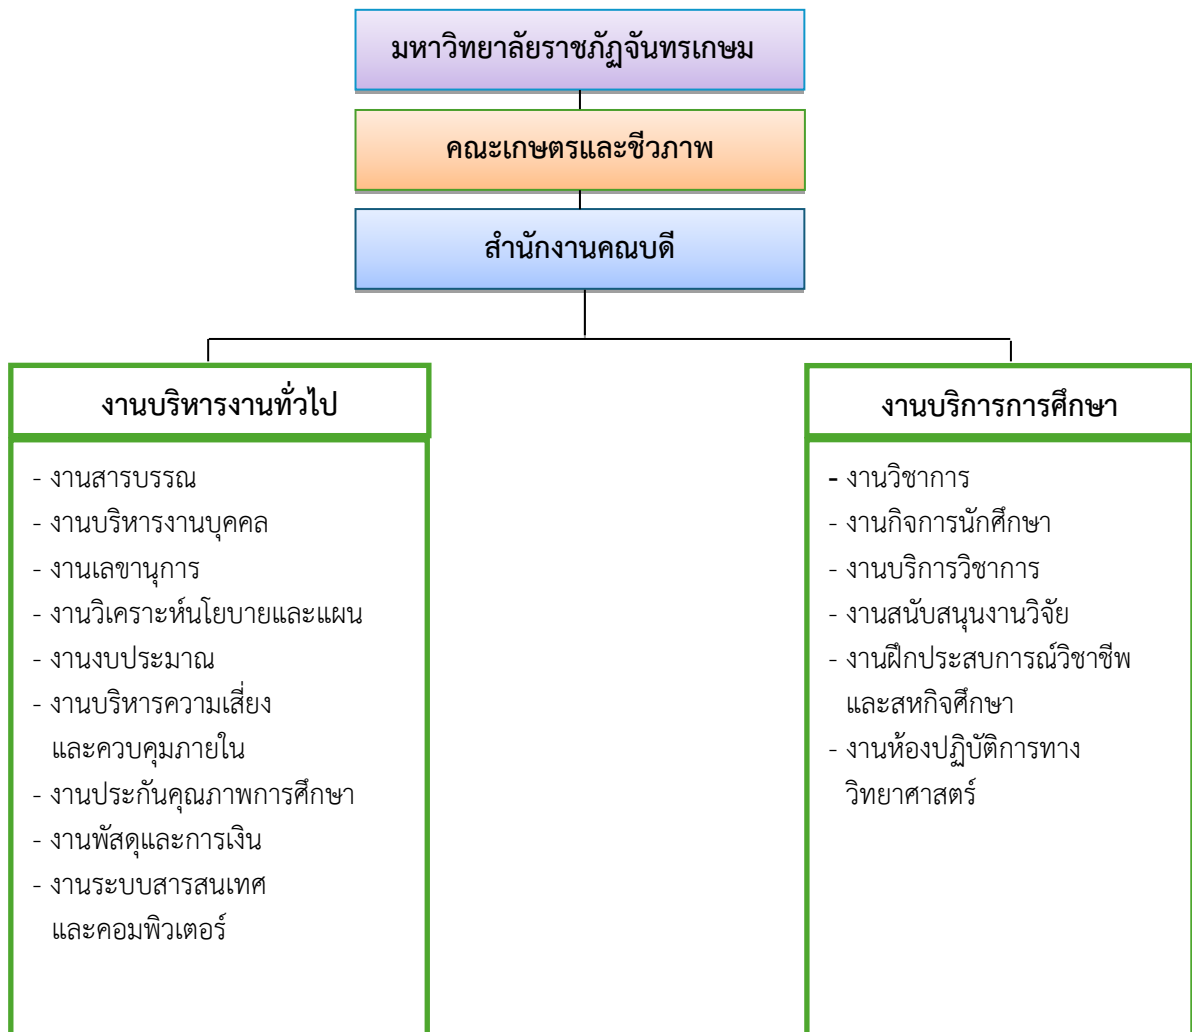 มหาวิทยาลัยราชภัฏจันทรเกษม
คณะเกษตรและชีวภาพ
สำนักงานคณบดี
งานบริหารงานทั่วไป
- งานสารบรรณ
- งานบริหารงานบุคคล
- งานเลขานุการ
- งานวิเคราะห์นโยบายและแผน
- งานงบประมาณ
- งานบริหารความเสี่ยง
และควบคุมภายใน
- งานประกันคุณภาพการศึกษา
- งานพัสดุและการเงิน
- งานระบบสารสนเทศ
และคอมพิวเตอร์
งานบริการการศึกษา
- งานวิชาการ
- งานกิจการนักศึกษา
- งานบริการวิชาการ
- งานสนับสนุนงานวิจัย
- งานฝึกประสบการณ์วิชาชีพ
และสหกิจศึกษา
- งานห้องปฏิบัติการทาง
วิทยาศาสตร์